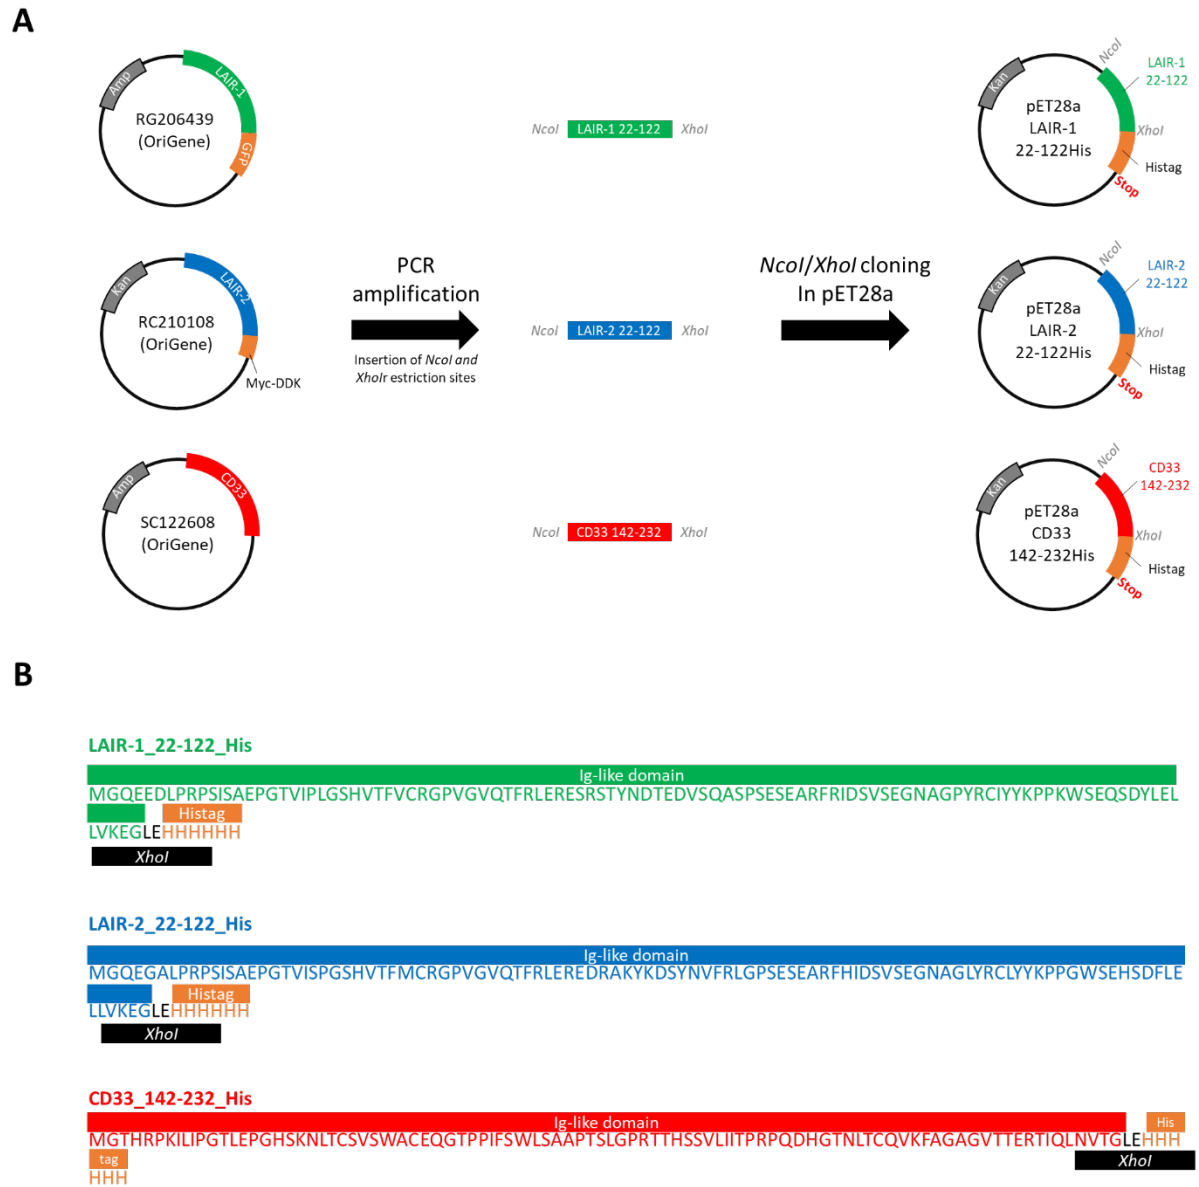 A
Amp
LAIR-1
GFP
RG206439
(OriGene)
NcoI
LAIR-1 22-122
XhoI
Kan
NcoI
LAIR-1
22-122
pET28a
LAIR-1
22-122His
XhoI
Histag
Stop
Kan
LAIR-2
RC210108
(OriGene)
Myc-DDK
PCR
amplification
Insertion of NcoI and
XhoIr estriction sites
NcoI
LAIR-2 22-122
XhoI
NcoI/XhoI cloning
In pET28a
Kan
NcoI
LAIR-2
22-122
pET28a
LAIR-2
22-122His
XhoI
Histag
Stop
Amp
CD33
SC122608
(OriGene)
NcoI
CD33 142-232
XhoI
Kan
NcoI
CD33
142-232
pET28a
CD33
142-232His
XhoI
Histag
Stop
B
LAIR-1_22-122_His
Ig-like domain
MGQEEDLPRPSISAEPGTVIPLGSHVTFVCRGPVGVQTFRLERESRSTYNDTEDVSQASPSESEARFRIDSVSEGNAGPYRCIYYKPPKWSEQSDYLEL
Histag
LVKEGLEHHHHHH
XhoI
LAIR-2_22-122_His
Ig-like domain
MGQEGALPRPSISAEPGTVISPGSHVTFMCRGPVGVQTFRLEREDRAKYKDSYNVFRLGPSESEARFHIDSVSEGNAGLYRCLYYKPPGWSEHSDFLE
Histag
LLVKEGLEHHHHHH
XhoI
CD33_142-232_His
Ig-like domain
His
MGTHRPKILIPGTLEPGHSKNLTCSVSWACEQGTPPIFSWLSAAPTSLGPRTTHSSVLIITPRPQDHGTNLTCQVKFAGAGVTTERTIQLNVTGLEHHH
tag
XhoI
HHH